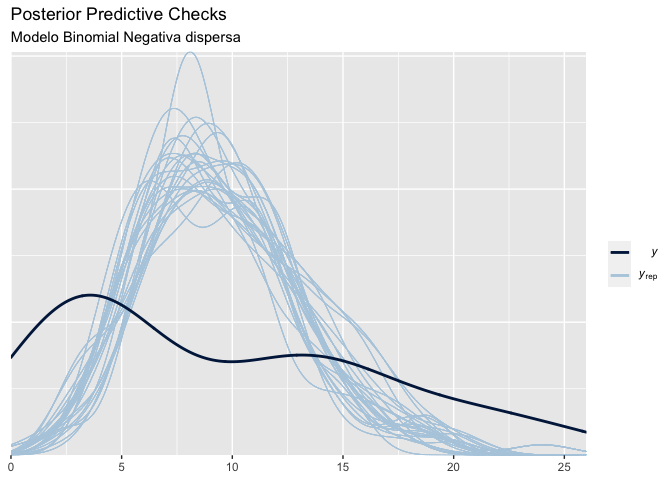 Posterior Predictive Checks
Modelo Binomial Negativa dispersa
y
yrep
0 5 10 15 20 25